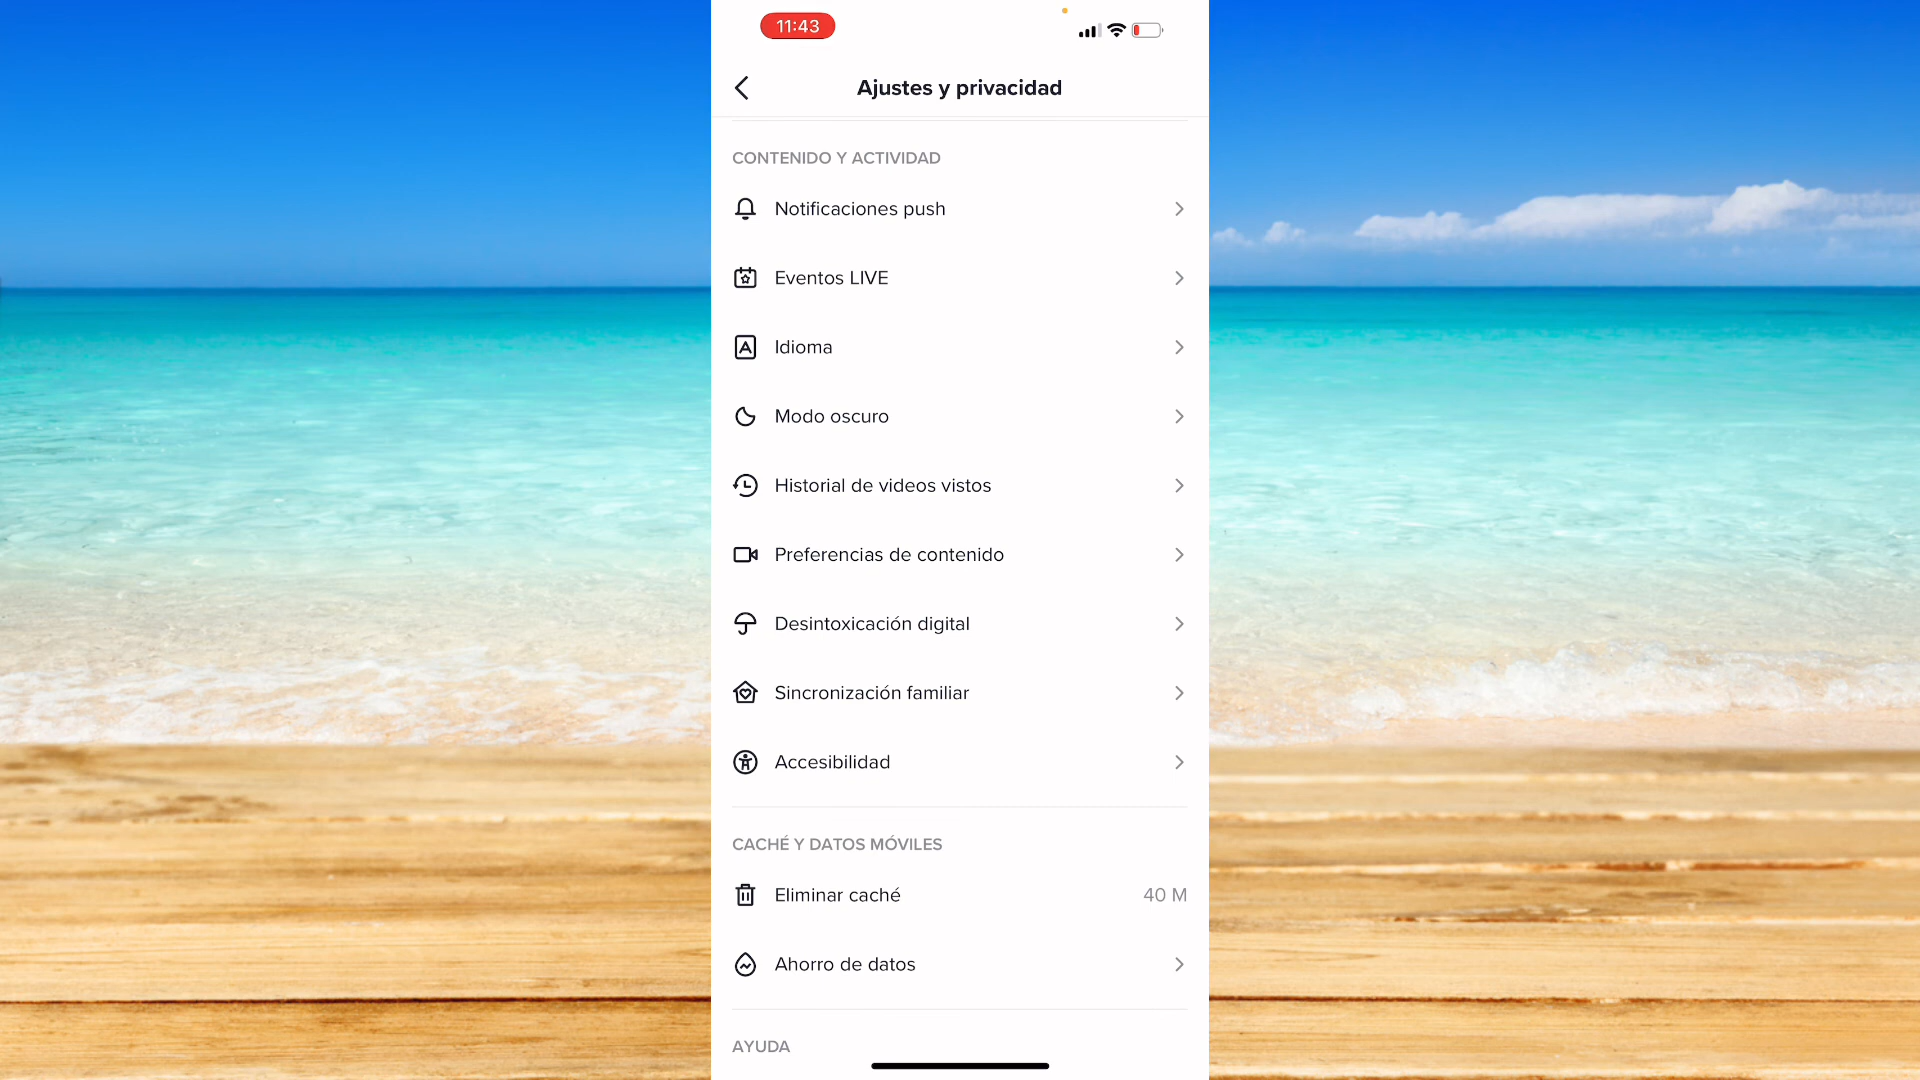 11:43
Ajustes y privacidad
CONTENIDO Y ACTIVIDAD
Notificaciones push
Eventos LIVE
Idioma
Modo oscuro
Historial de videos vistos
Preferencias de contenido
Desintoxicación digital
Sincronización familiar
Accesibilidad
CACHÉ Y DATOS MÓVILES
Eliminar caché 40 M
Ahorro de datos
AYUDA